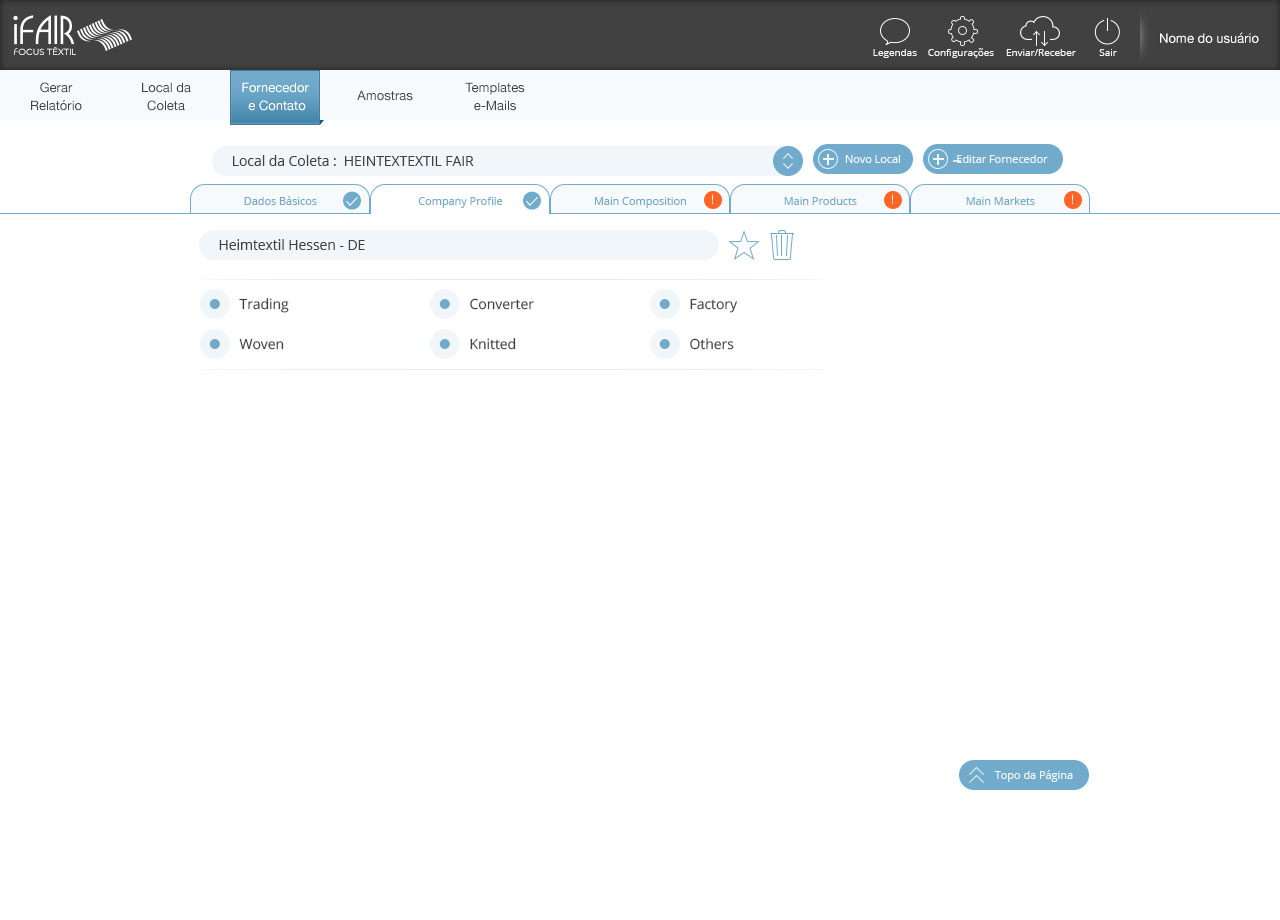 iFAIR
FOCUS TÊXTIL
Legendas
Configurações
Enviar/Receber
Sair
Nome do usuário
Gerar
Relatório
Local da
Coleta
Fornecedor
e Contato
Amostras
Templates
e-Mails
Local da Coleta : HEINTEXTEXTIL FAIR
Novo Local
Editar Fornecedor
Dados Básicos
Company Profile
Main Composition
!
Main Products
!
Main Markets
!
Heimtextil Hessen - DE
Trading
Converter
Factory
Woven
Knitted
Others
Topo da Página